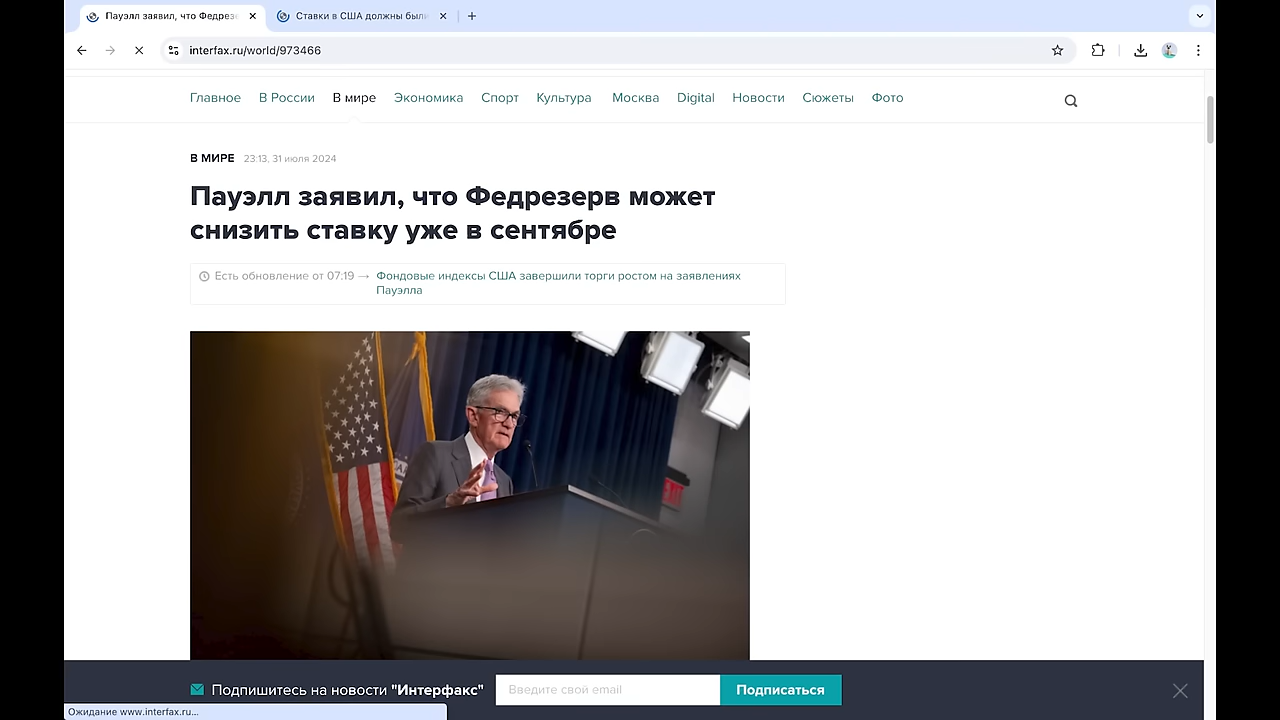 Пауэлл заявил, что Федрезе
Ставки в США должны были
interfax.ru/world/973466
Главное В России В мире Экономика Спорт Культура Москва Digital Новости Сюжеты Фото
В МИРЕ 23:13, 31 июля 2024
Пауэлл заявил, что Федрезерв может
снизить ставку уже в сентябре
Есть обновление от 07:19 → Фондовые индексы США завершили торги ростом на заявлениях
Пауэлла
EXIT
Подпишитесь на новости "Интерфакс" Введите свой email Подписаться
Ожидание www.interfax.ru...